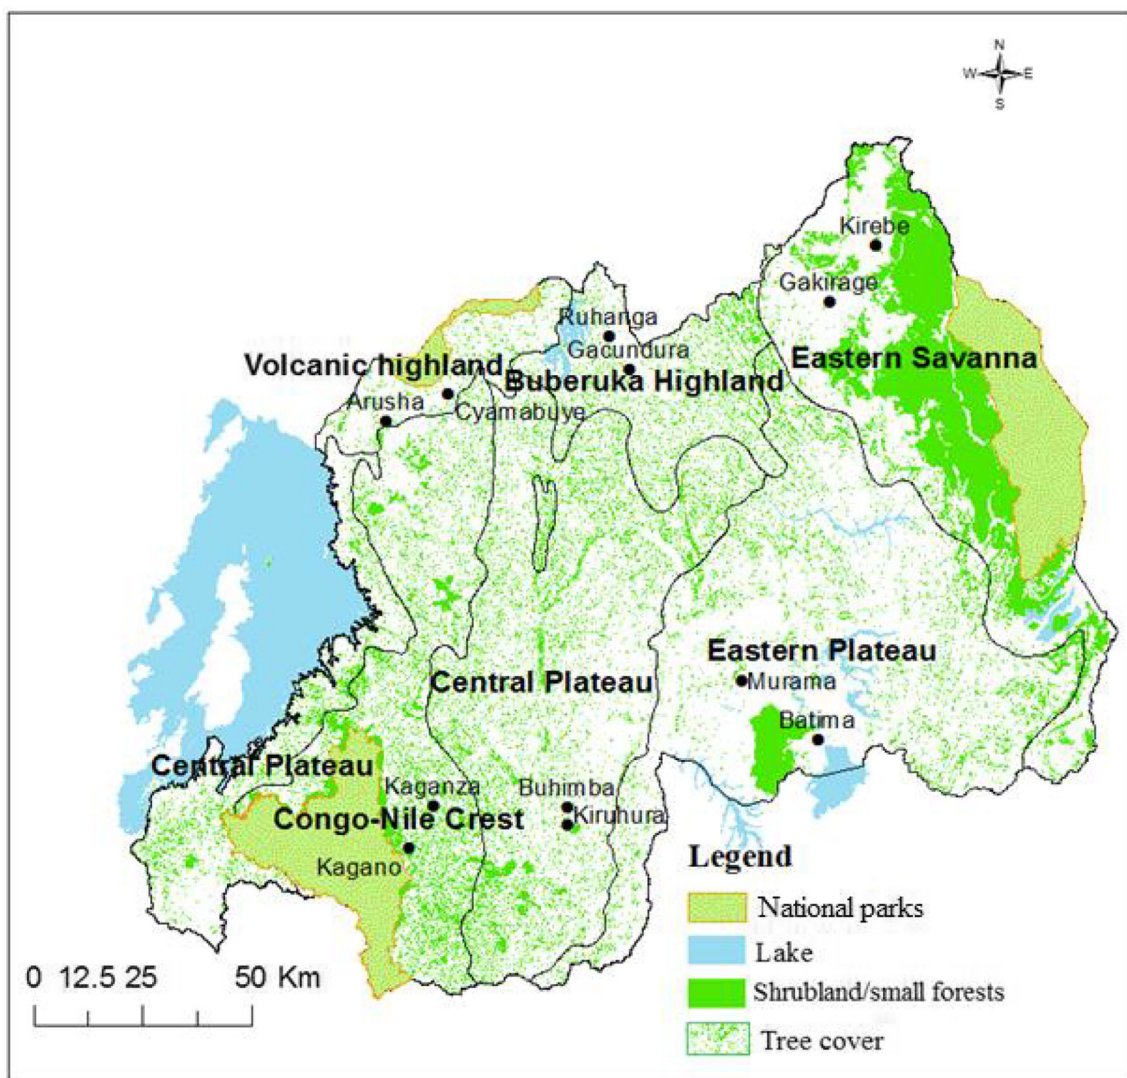 N
W E
S
Kirebe
Gakirage
Ruhanga
Gacundura
Eastern Savanna
Volcanic highland
Buberuka Highland
Arusha
Cyamabuye
Eastern Plateau
Central Plateau
Murama
Batima
Central Plateau
Kaganza
Buhimba
Congo-Nile Crest
Kiruhura
Kagano
Legend
National parks
Lake
Shrubland/small forests
Tree cover
0 12.5 25 50 Km